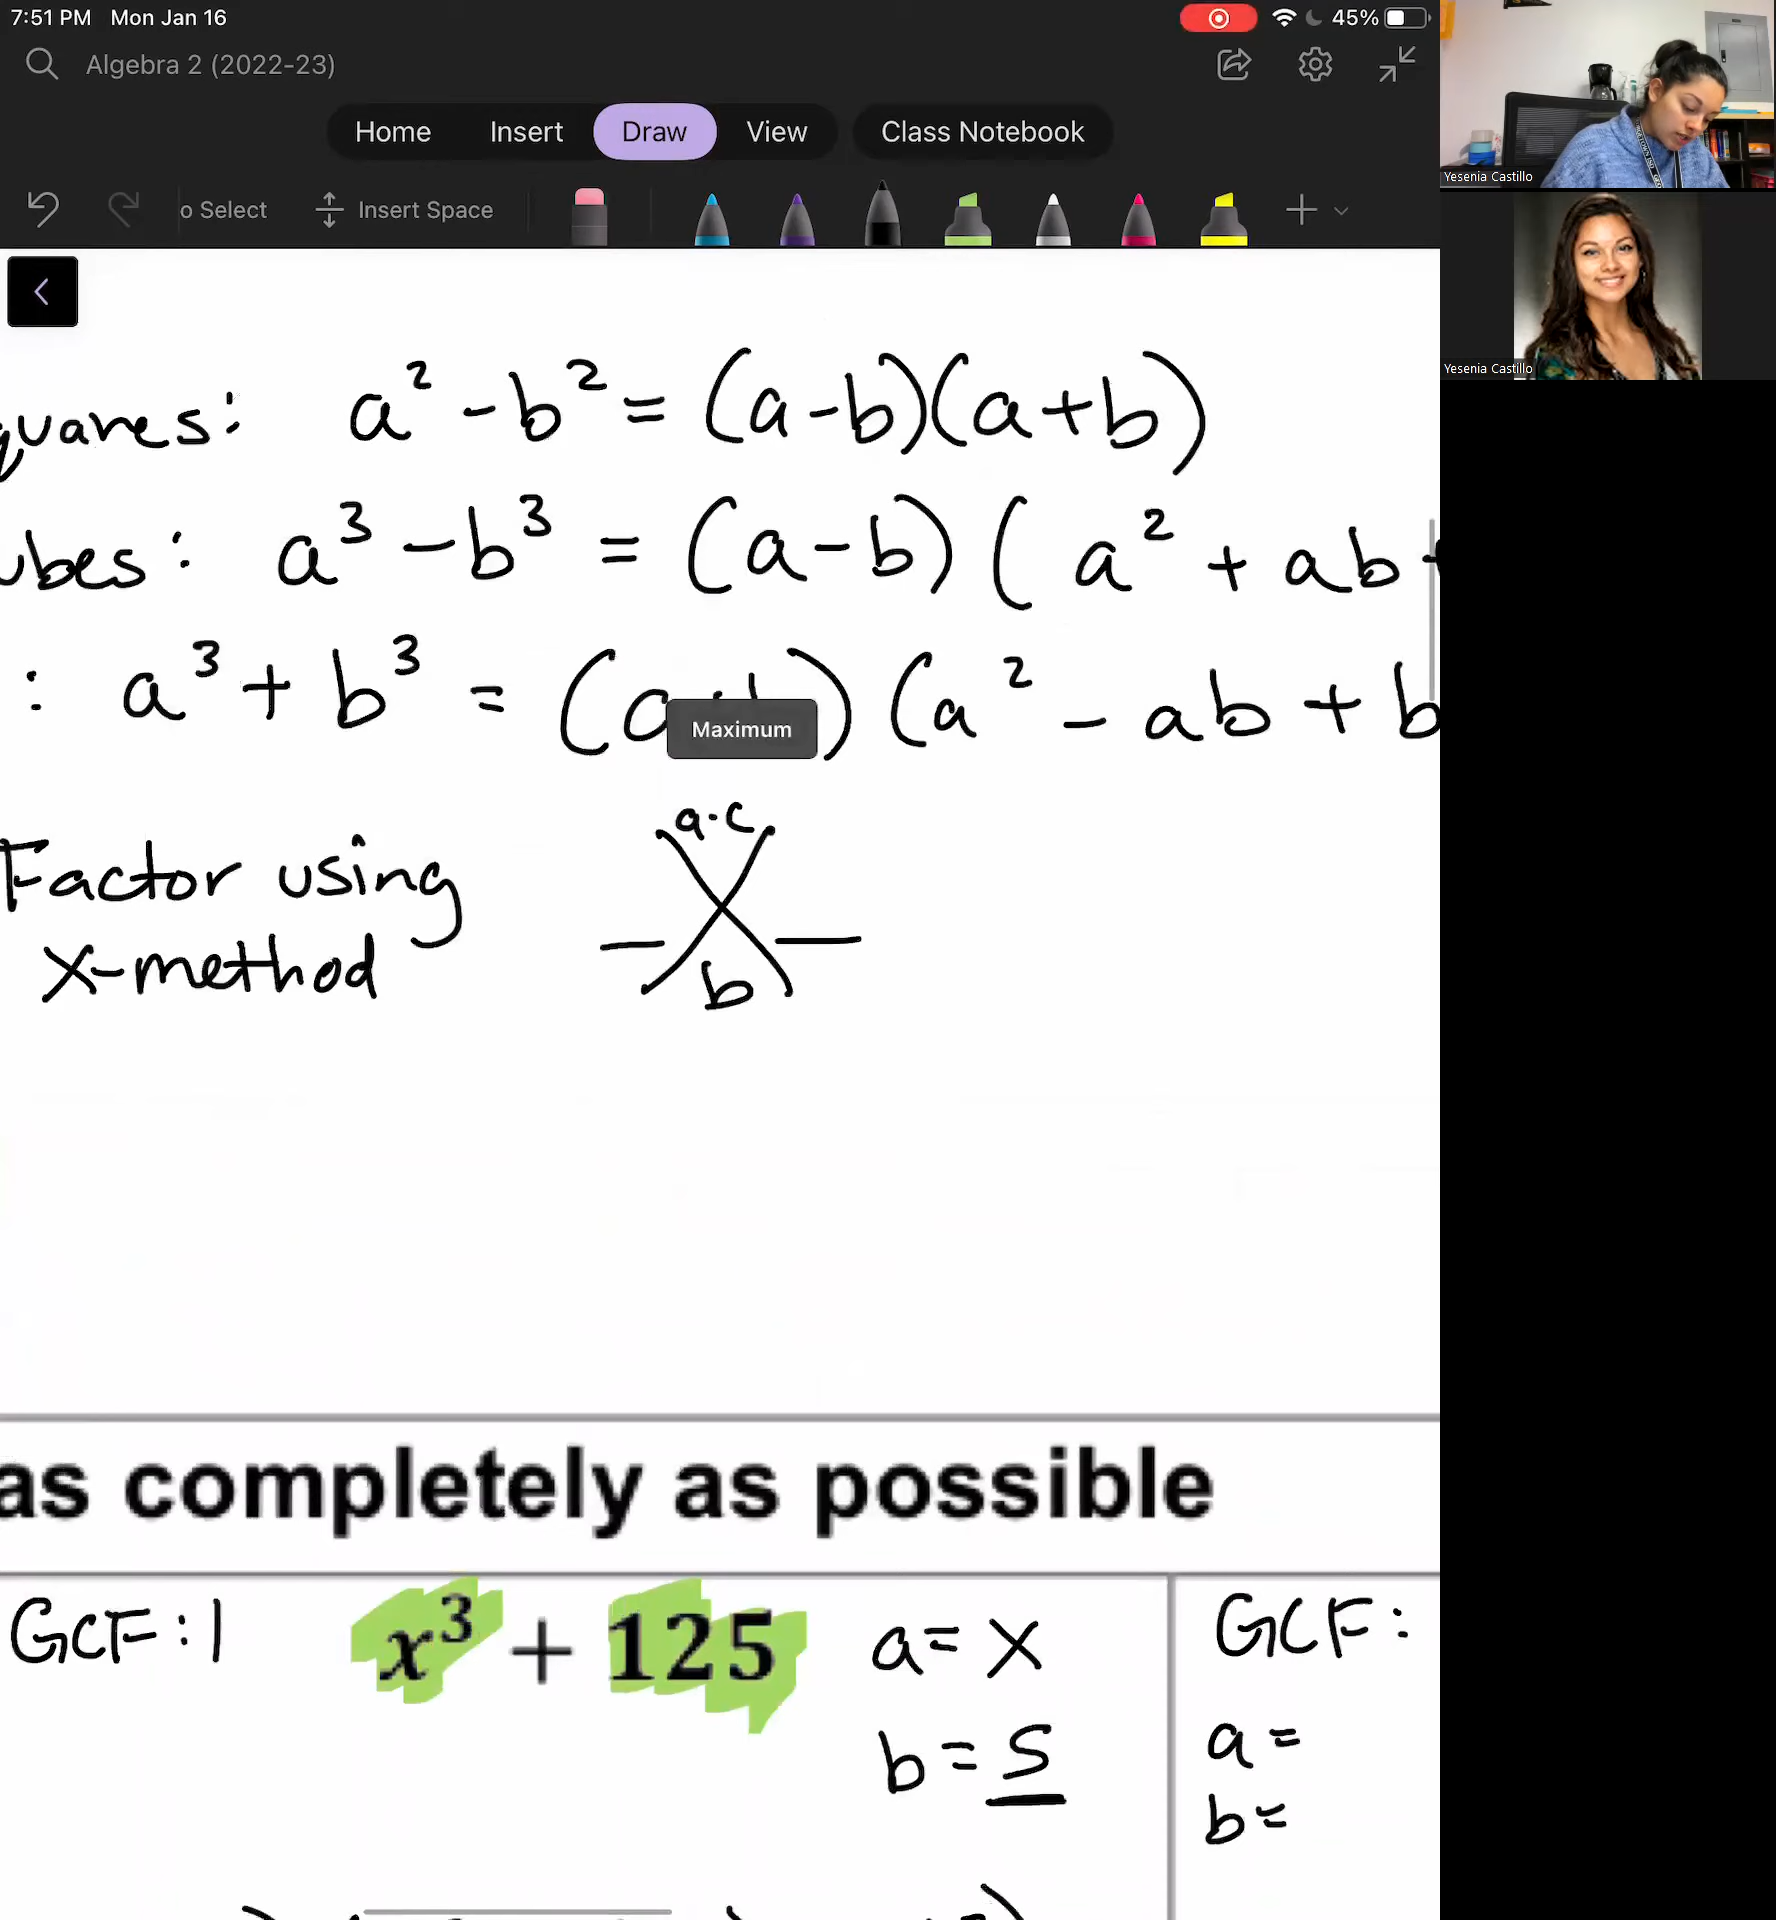 7:51 PM Mon Jan 16 45%
Algebra 2 (2022-23)
Home Insert Draw View Class Notebook
o Select Insert Space
Yesenia Castillo
Yesenia Castillo
quares: a² - b² = (a-b)(a+b)
ubes: a³ - b³ = (a-b) (a² + ab +
: a³ + b³ = (a + b) (a² - ab + b
Maximum
Factor using
X-method
a·c
b
as completely as possible
GCF: 1 x³ + 125 a = x GCF:
b = 5 a =
b =